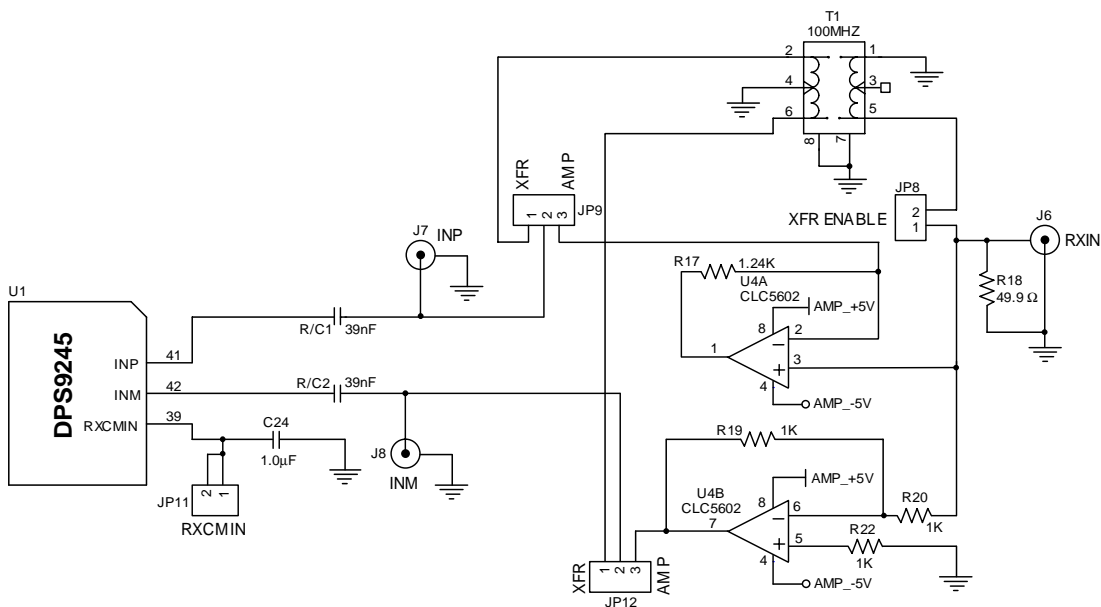 T1
100MHZ
2
1
4
3
6
5
8
7
XFR
AMP
1
2
3
JP9
JP8
2
1
XFR ENABLE
J6
RXIN
J7
INP
R17
1.24K
U4A
CLC5602
AMP_+5V
8
2
1
3
4
AMP_-5V
R18
49.9 Ω
U1
DPS9245
INP
41
R/C1
39nF
INM
42
R/C2
39nF
RXCMIN
39
C24
1.0µF
J8
INM
JP11
2
1
RXCMIN
R19
1K
U4B
CLC5602
AMP_+5V
8
6
7
5
4
AMP_-5V
R20
1K
R22
1K
XFR
1
2
3
AMP
JP12